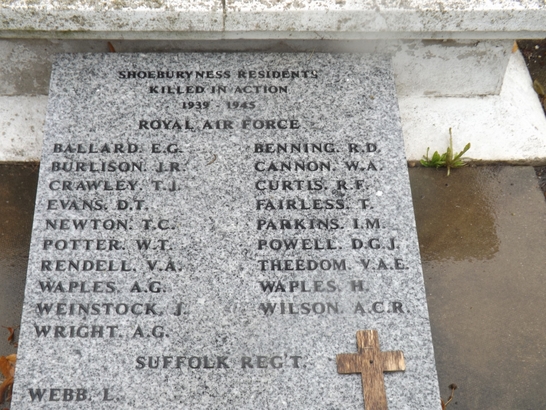 SHOEBURYNESS RESIDENTS
KILLED IN ACTION
1939 - 1945
ROYAL AIR FORCE
BALLARD. E.G. BENNING. R.D.
BURLISON. J.R. CANNON. W.A.
CRAWLEY. T.J. CURTIS. R.F.
EVANS. D.T. FAIRLESS. T.
NEWTON. T.C. PARKINS. I.M.
POTTER. W.T. POWELL. D.G.J.
RENDELL. V.A. THEEDOM. V.A.E.
WAPLES. A.G. WAPLES. H.
WEINSTOCK. J. WILSON. A.C.R.
WRIGHT. A.G.
SUFFOLK REG'T.
WEBB. L.